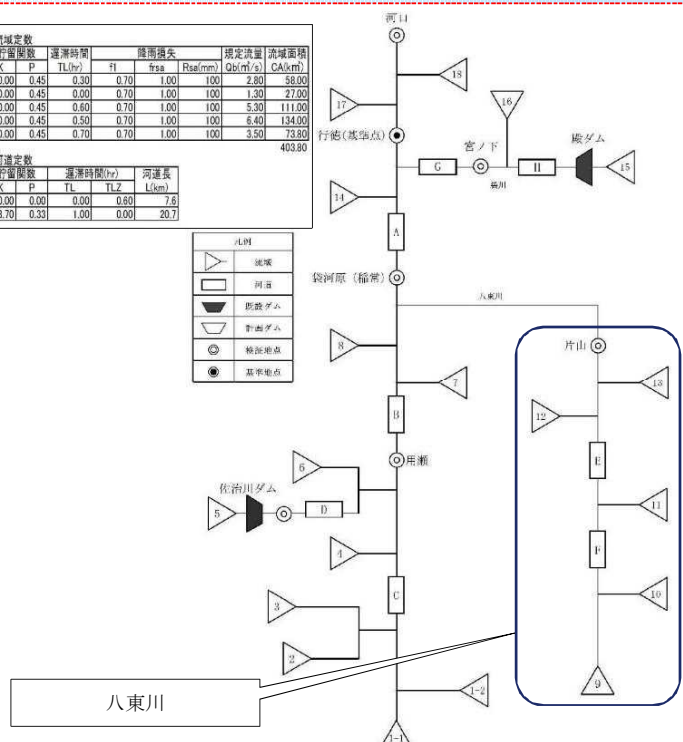 流域定数
貯留関数 遅滞時間 降雨損失 規定流量 流域面積
K P TL(hr) f1 frsa Rsa(mm) Qb(㎥/s) CA(k㎡)
0.00 0.45 0.30 0.70 1.00 100 2.80 58.00
0.00 0.45 0.00 0.70 1.00 100 1.30 27.00
0.00 0.45 0.60 0.70 1.00 100 5.30 111.00
0.00 0.45 0.50 0.70 1.00 100 6.40 134.00
0.00 0.45 0.70 0.70 1.00 100 3.50 73.80
403.80
河道定数
貯留関数 遅滞時間(hr) 河道長
K P TL TLZ L(km)
0.00 0.00 0.00 0.60 7.6
3.70 0.33 1.00 0.00 20.7
凡例
流域
河道
既設ダム
計画ダム
検証地点
基準地点
河口
18
17
16
行徳(基準点)
宮ノ下
殿ダム
G
H
15
袋川
14
A
袋河原（稲常）
八東川
片山
8
13
7
12
B
E
用瀬
6
佐治川ダム
5
D
11
4
F
C
10
3
2
9
1-2
1-1
八東川